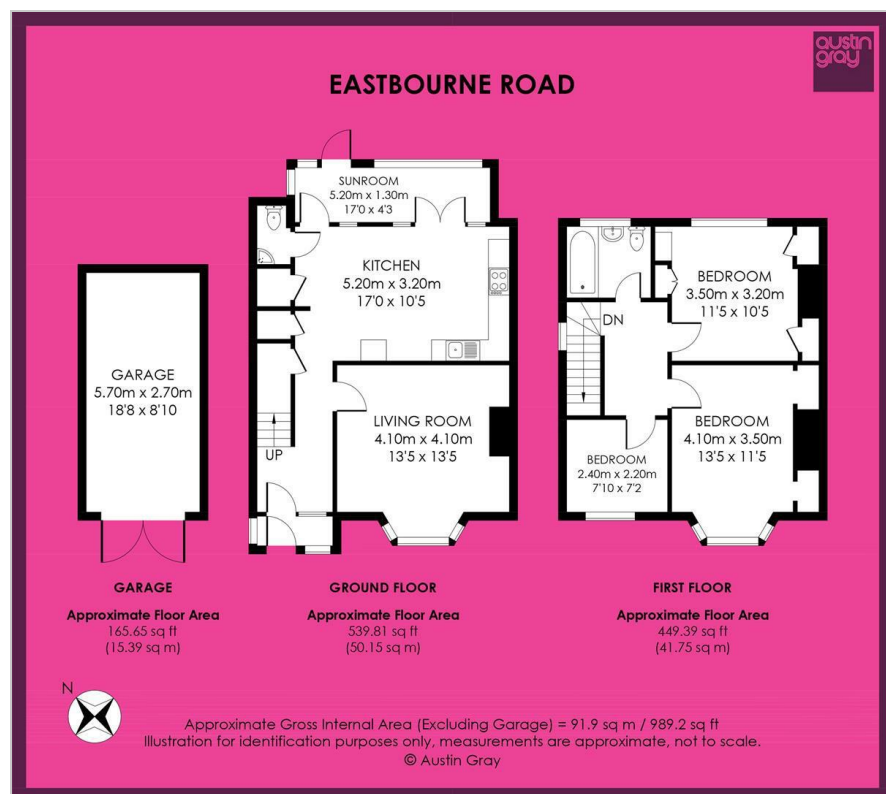 austin
gray
EASTBOURNE ROAD
SUNROOM
5.20m x 1.30m
17'0 x 4'3
KITCHEN
5.20m x 3.20m
17'0 x 10'5
BEDROOM
3.50m x 3.20m
11'5 x 10'5
DN
GARAGE
5.70m x 2.70m
18'8 x 8'10
LIVING ROOM
4.10m x 4.10m
13'5 x 13'5
UP
BEDROOM
4.10m x 3.50m
13'5 x 11'5
BEDROOM
2.40m x 2.20m
7'10 x 7'2
GARAGE
Approximate Floor Area
165.65 sq ft
(15.39 sq m)
GROUND FLOOR
Approximate Floor Area
539.81 sq ft
(50.15 sq m)
FIRST FLOOR
Approximate Floor Area
449.39 sq ft
(41.75 sq m)
N
Approximate Gross Internal Area (Excluding Garage) = 91.9 sq m / 989.2 sq ft
Illustration for identification purposes only, measurements are approximate, not to scale.
© Austin Gray